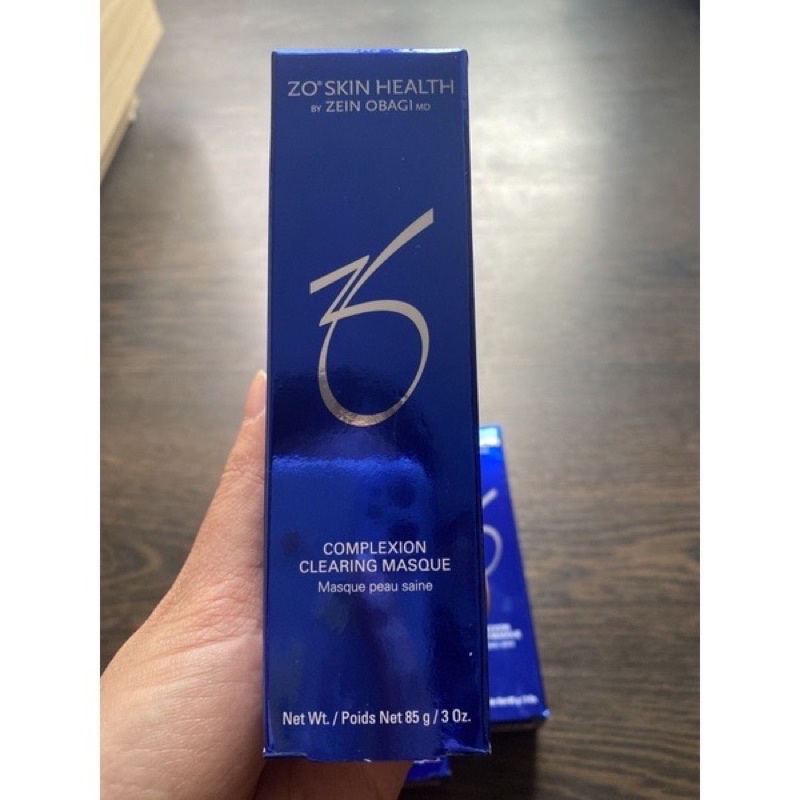 ZO® SKIN HEALTH
BY ZEIN OBAGI MD
COMPLEXION
CLEARING MASQUE
Masque peau saine
Net Wt. / Poids Net 85 g / 3 Oz.